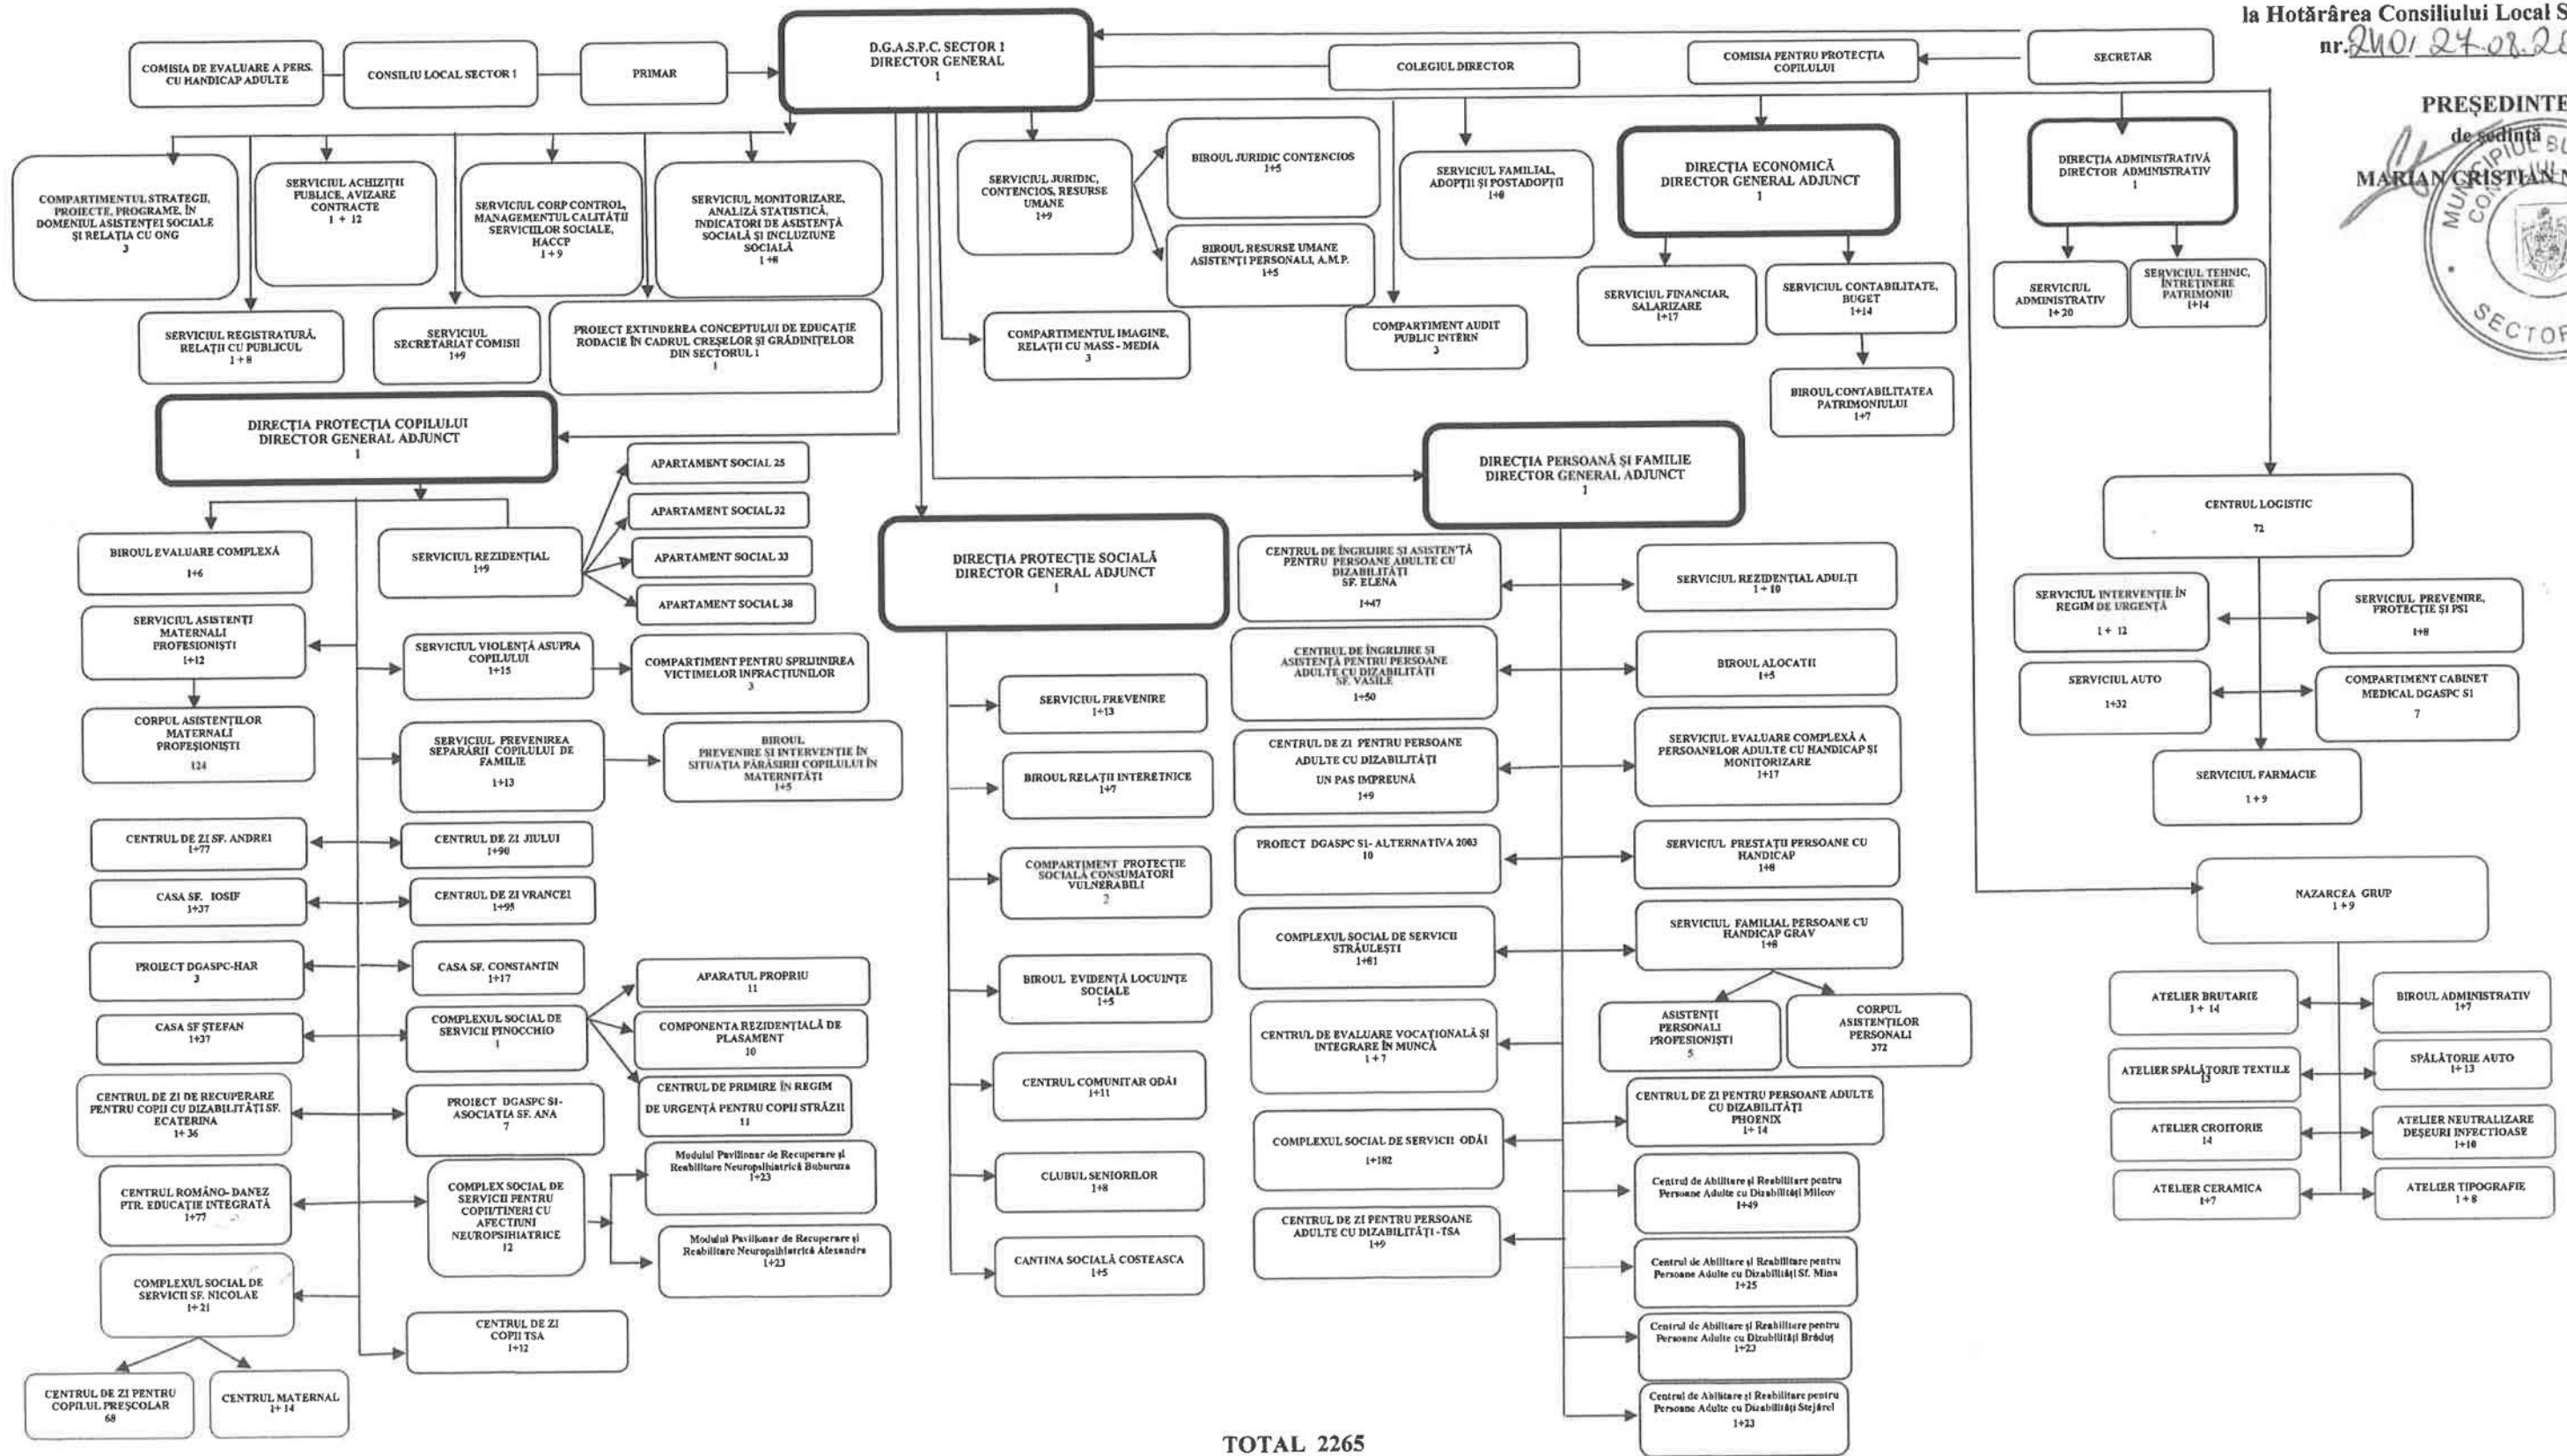 la Hotărârea Consiliului Local S
nr. 240/ 27.08.20
PREȘEDINTE
de ședință
MARIAN CRISTIAN
MUNICIPIUL BU
SECTOR
COMISIA DE EVALUARE A PERS.
CU HANDICAP ADULTE
CONSILIU LOCAL SECTOR 1
PRIMAR
D.G.A.S.P.C. SECTOR 1
DIRECTOR GENERAL
1
COLEGIUL DIRECTOR
COMISIA PENTRU PROTECȚIA
COPILULUI
SECRETAR
COMPARTIMENTUL STRATEGII,
PROIECTE, PROGRAME, ÎN
DOMENIUL ASISTENȚEI SOCIALE
ȘI RELAȚIA CU ONG
3
SERVICIUL ACHIZIȚII
PUBLICE, AVIZARE
CONTRACTE
1 + 12
SERVICIUL CORP CONTROL,
MANAGEMENTUL CALITĂȚII
SERVICIILOR SOCIALE,
HACCP
1 + 9
SERVICIUL MONITORIZARE,
ANALIZĂ STATISTICĂ,
INDICATORI DE ASISTENȚĂ
SOCIALĂ ȘI INCLUZIUNE
SOCIALĂ
1 +8
SERVICIUL REGISTRATURĂ,
RELAȚII CU PUBLICUL
1 + 8
SERVICIUL
SECRETARIAT COMISII
1+9
PROIECT EXTINDEREA CONCEPTULUI DE EDUCAȚIE
RODACIE ÎN CADRUL CREȘELOR ȘI GRĂDINIȚELOR
DIN SECTORUL 1
1
SERVICIUL JURIDIC,
CONTENCIOS, RESURSE
UMANE
1+9
BIROUL JURIDIC CONTENCIOS
1+5
BIROUL RESURSE UMANE
ASISTENȚI PERSONALI, A.M.P.
1+5
COMPARTIMENTUL IMAGINE,
RELAȚII CU MASS - MEDIA
3
SERVICIUL FAMILIAL,
ADOPȚII ȘI POSTADOPȚII
1+8
COMPARTIMENT AUDIT
PUBLIC INTERN
3
DIRECȚIA ECONOMICĂ
DIRECTOR GENERAL ADJUNCT
1
SERVICIUL FINANCIAR,
SALARIZARE
1+17
SERVICIUL CONTABILITATE,
BUGET
1+14
BIROUL CONTABILITATEA
PATRIMONIULUI
1+7
DIRECȚIA ADMINISTRATIVĂ
DIRECTOR ADMINISTRATIV
1
SERVICIUL
ADMINISTRATIV
1+ 20
SERVICIUL TEHNIC,
ÎNTREȚINERE
PATRIMONIU
1+14
DIRECȚIA PROTECȚIA COPILULUI
DIRECTOR GENERAL ADJUNCT
1
BIROUL EVALUARE COMPLEXĂ
1+6
SERVICIUL REZIDENȚIAL
1+9
APARTAMENT SOCIAL 25
APARTAMENT SOCIAL 32
APARTAMENT SOCIAL 33
APARTAMENT SOCIAL 38
SERVICIUL ASISTENȚI
MATERNALI
PROFESIONIȘTI
1+12
CORPUL ASISTENȚILOR
MATERNALI
PROFESIONIȘTI
124
SERVICIUL VIOLENȚĂ ASUPRA
COPILULUI
1+15
COMPARTIMENT PENTRU SPRIJINIREA
VICTIMELOR INFRACȚIUNILOR
3
SERVICIUL PREVENIREA
SEPARĂRII COPILULUI DE
FAMILIE
1+13
BIROUL
PREVENIRE ȘI INTERVENȚIE ÎN
SITUAȚIA PĂRĂSIRII COPILULUI ÎN
MATERNITĂȚI
1+5
CENTRUL DE ZI SF. ANDREI
1+77
CENTRUL DE ZI JIULUI
1+90
CASA SF. IOSIF
1+37
CENTRUL DE ZI VRANCEI
1+95
PROIECT DGASPC-HAR
3
CASA SF. CONSTANTIN
1+17
CASA SF ȘTEFAN
1+37
COMPLEXUL SOCIAL DE
SERVICII PINOCCHIO
1
APARATUL PROPRIU
11
COMPONENTA REZIDENȚIALĂ DE
PLASAMENT
10
CENTRUL DE PRIMIRE ÎN REGIM
DE URGENȚĂ PENTRU COPII STRĂZII
11
CENTRUL DE ZI DE RECUPERARE
PENTRU COPII CU DIZABILITĂȚI SF.
ECATERINA
1+ 36
PROIECT DGASPC S1-
ASOCIATIA SF. ANA
7
CENTRUL ROMÂNO- DANEZ
PTR. EDUCAȚIE INTEGRATĂ
1+77
COMPLEX SOCIAL DE
SERVICII PENTRU
COPII/TINERI CU
AFECTIUNI
NEUROPSIHIATRICE
12
Modulul Pavilionar de Recuperare și
Reabilitare Neuropsihiatrică Buburuza
1+23
Modulul Pavilionar de Recuperare și
Reabilitare Neuropsihiatrică Alexandra
1+23
COMPLEXUL SOCIAL DE
SERVICII SF. NICOLAE
1+ 21
CENTRUL DE ZI
COPII TSA
1+12
CENTRUL DE ZI PENTRU
COPILUL PREȘCOLAR
68
CENTRUL MATERNAL
1+ 14
DIRECȚIA PROTECȚIE SOCIALĂ
DIRECTOR GENERAL ADJUNCT
1
SERVICIUL PREVENIRE
1+13
BIROUL RELAȚII INTERETNICE
1+7
COMPARTIMENT PROTECȚIE
SOCIALĂ CONSUMATORI
VULNERABILI
2
BIROUL EVIDENȚĂ LOCUINȚE
SOCIALE
1+5
CENTRUL COMUNITAR ODĂI
1+11
CLUBUL SENIORILOR
1+8
CANTINA SOCIALĂ COSTEASCA
1+5
DIRECȚIA PERSOANĂ ȘI FAMILIE
DIRECTOR GENERAL ADJUNCT
1
CENTRUL DE ÎNGRIJIRE ȘI ASISTENȚĂ
PENTRU PERSOANE ADULTE CU
DIZABILITĂȚI
SF. ELENA
1+47
SERVICIUL REZIDENȚIAL ADULȚI
1 + 10
CENTRUL DE ÎNGRIJIRE ȘI
ASISTENȚĂ PENTRU PERSOANE
ADULTE CU DIZABILITĂȚI
SF. VASILE
1+50
BIROUL ALOCATII
1+5
CENTRUL DE ZI PENTRU PERSOANE
ADULTE CU DIZABILITĂȚI
UN PAS IMPREUNĂ
1+9
SERVICIUL EVALUARE COMPLEXĂ A
PERSOANELOR ADULTE CU HANDICAP ȘI
MONITORIZARE
1+17
PROIECT DGASPC S1- ALTERNATIVA 2003
10
SERVICIUL PRESTAȚII PERSOANE CU
HANDICAP
1+8
COMPLEXUL SOCIAL DE SERVICII
STRĂULEȘTI
1+81
SERVICIUL FAMILIAL PERSOANE CU
HANDICAP GRAV
1+8
ASISTENȚI
PERSONALI
PROFESIONIȘTI
5
CORPUL
ASISTENȚILOR
PERSONALI
372
CENTRUL DE EVALUARE VOCAȚIONALĂ ȘI
INTEGRARE ÎN MUNCĂ
1 + 7
CENTRUL DE ZI PENTRU PERSOANE ADULTE
CU DIZABILITĂȚI
PHOENIX
1+ 14
COMPLEXUL SOCIAL DE SERVICII ODĂI
1+182
Centrul de Abilitare și Reabilitare pentru
Persoane Adulte cu Dizabilități Milcov
1+49
CENTRUL DE ZI PENTRU PERSOANE
ADULTE CU DIZABILITĂȚI -TSA
1+9
Centrul de Abilitare și Reabilitare pentru
Persoane Adulte cu Dizabilități Sf. Mina
1+25
Centrul de Abilitare și Reabilitare pentru
Persoane Adulte cu Dizabilități Brăduț
1+23
Centrul de Abilitare și Reabilitare pentru
Persoane Adulte cu Dizabilități Stejărel
1+23
CENTRUL LOGISTIC
72
SERVICIUL INTERVENȚIE ÎN
REGIM DE URGENȚĂ
1 + 12
SERVICIUL PREVENIRE,
PROTECȚIE ȘI PSI
1+8
SERVICIUL AUTO
1+32
COMPARTIMENT CABINET
MEDICAL DGASPC S1
7
SERVICIUL FARMACIE
1 + 9
NAZARCEA GRUP
1 + 9
ATELIER BRUTARIE
1 + 14
BIROUL ADMINISTRATIV
1+7
ATELIER SPĂLĂTORIE TEXTILE
13
SPĂLĂTORIE AUTO
1+ 13
ATELIER CROITORIE
14
ATELIER NEUTRALIZARE
DEȘEURI INFECTIOASE
1+10
ATELIER CERAMICA
1+7
ATELIER TIPOGRAFIE
1 + 8
TOTAL 2265